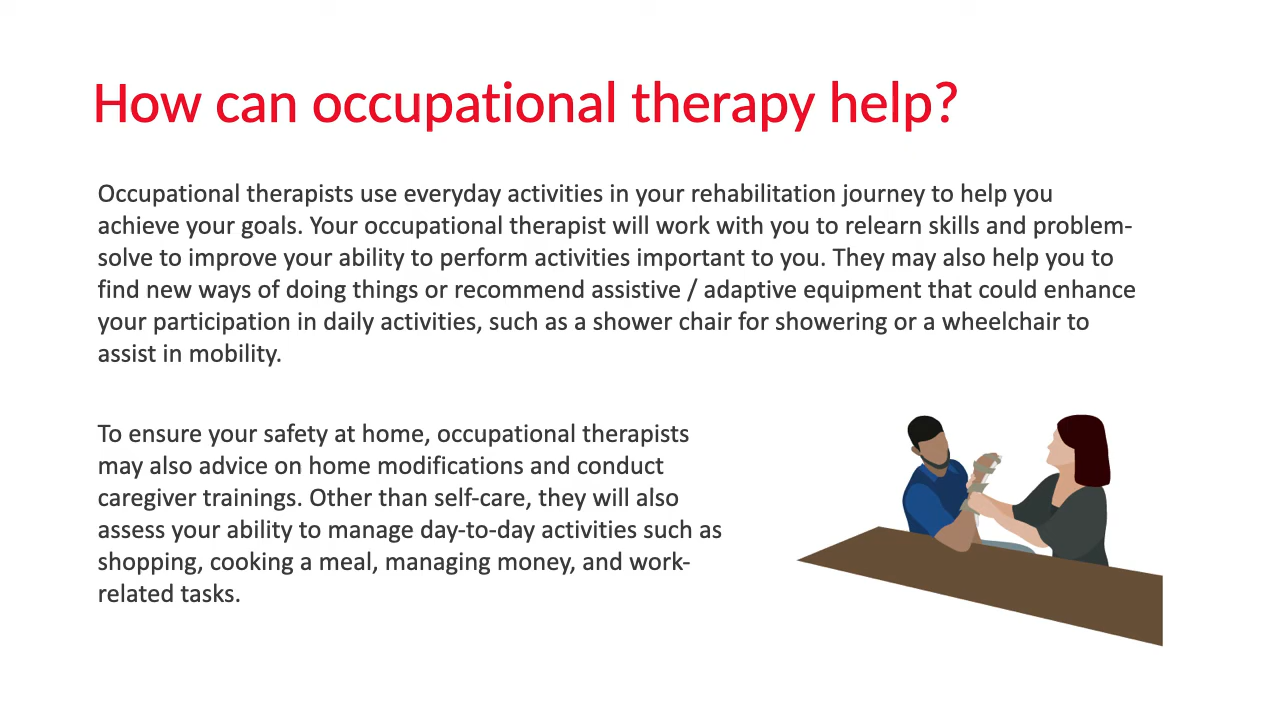 How can occupational therapy help?
Occupational therapists use everyday activities in your rehabilitation journey to help you
achieve your goals. Your occupational therapist will work with you to relearn skills and problem-
solve to improve your ability to perform activities important to you. They may also help you to
find new ways of doing things or recommend assistive / adaptive equipment that could enhance
your participation in daily activities, such as a shower chair for showering or a wheelchair to
assist in mobility.
To ensure your safety at home, occupational therapists
may also advice on home modifications and conduct
caregiver trainings. Other than self-care, they will also
assess your ability to manage day-to-day activities such as
shopping, cooking a meal, managing money, and work-
related tasks.